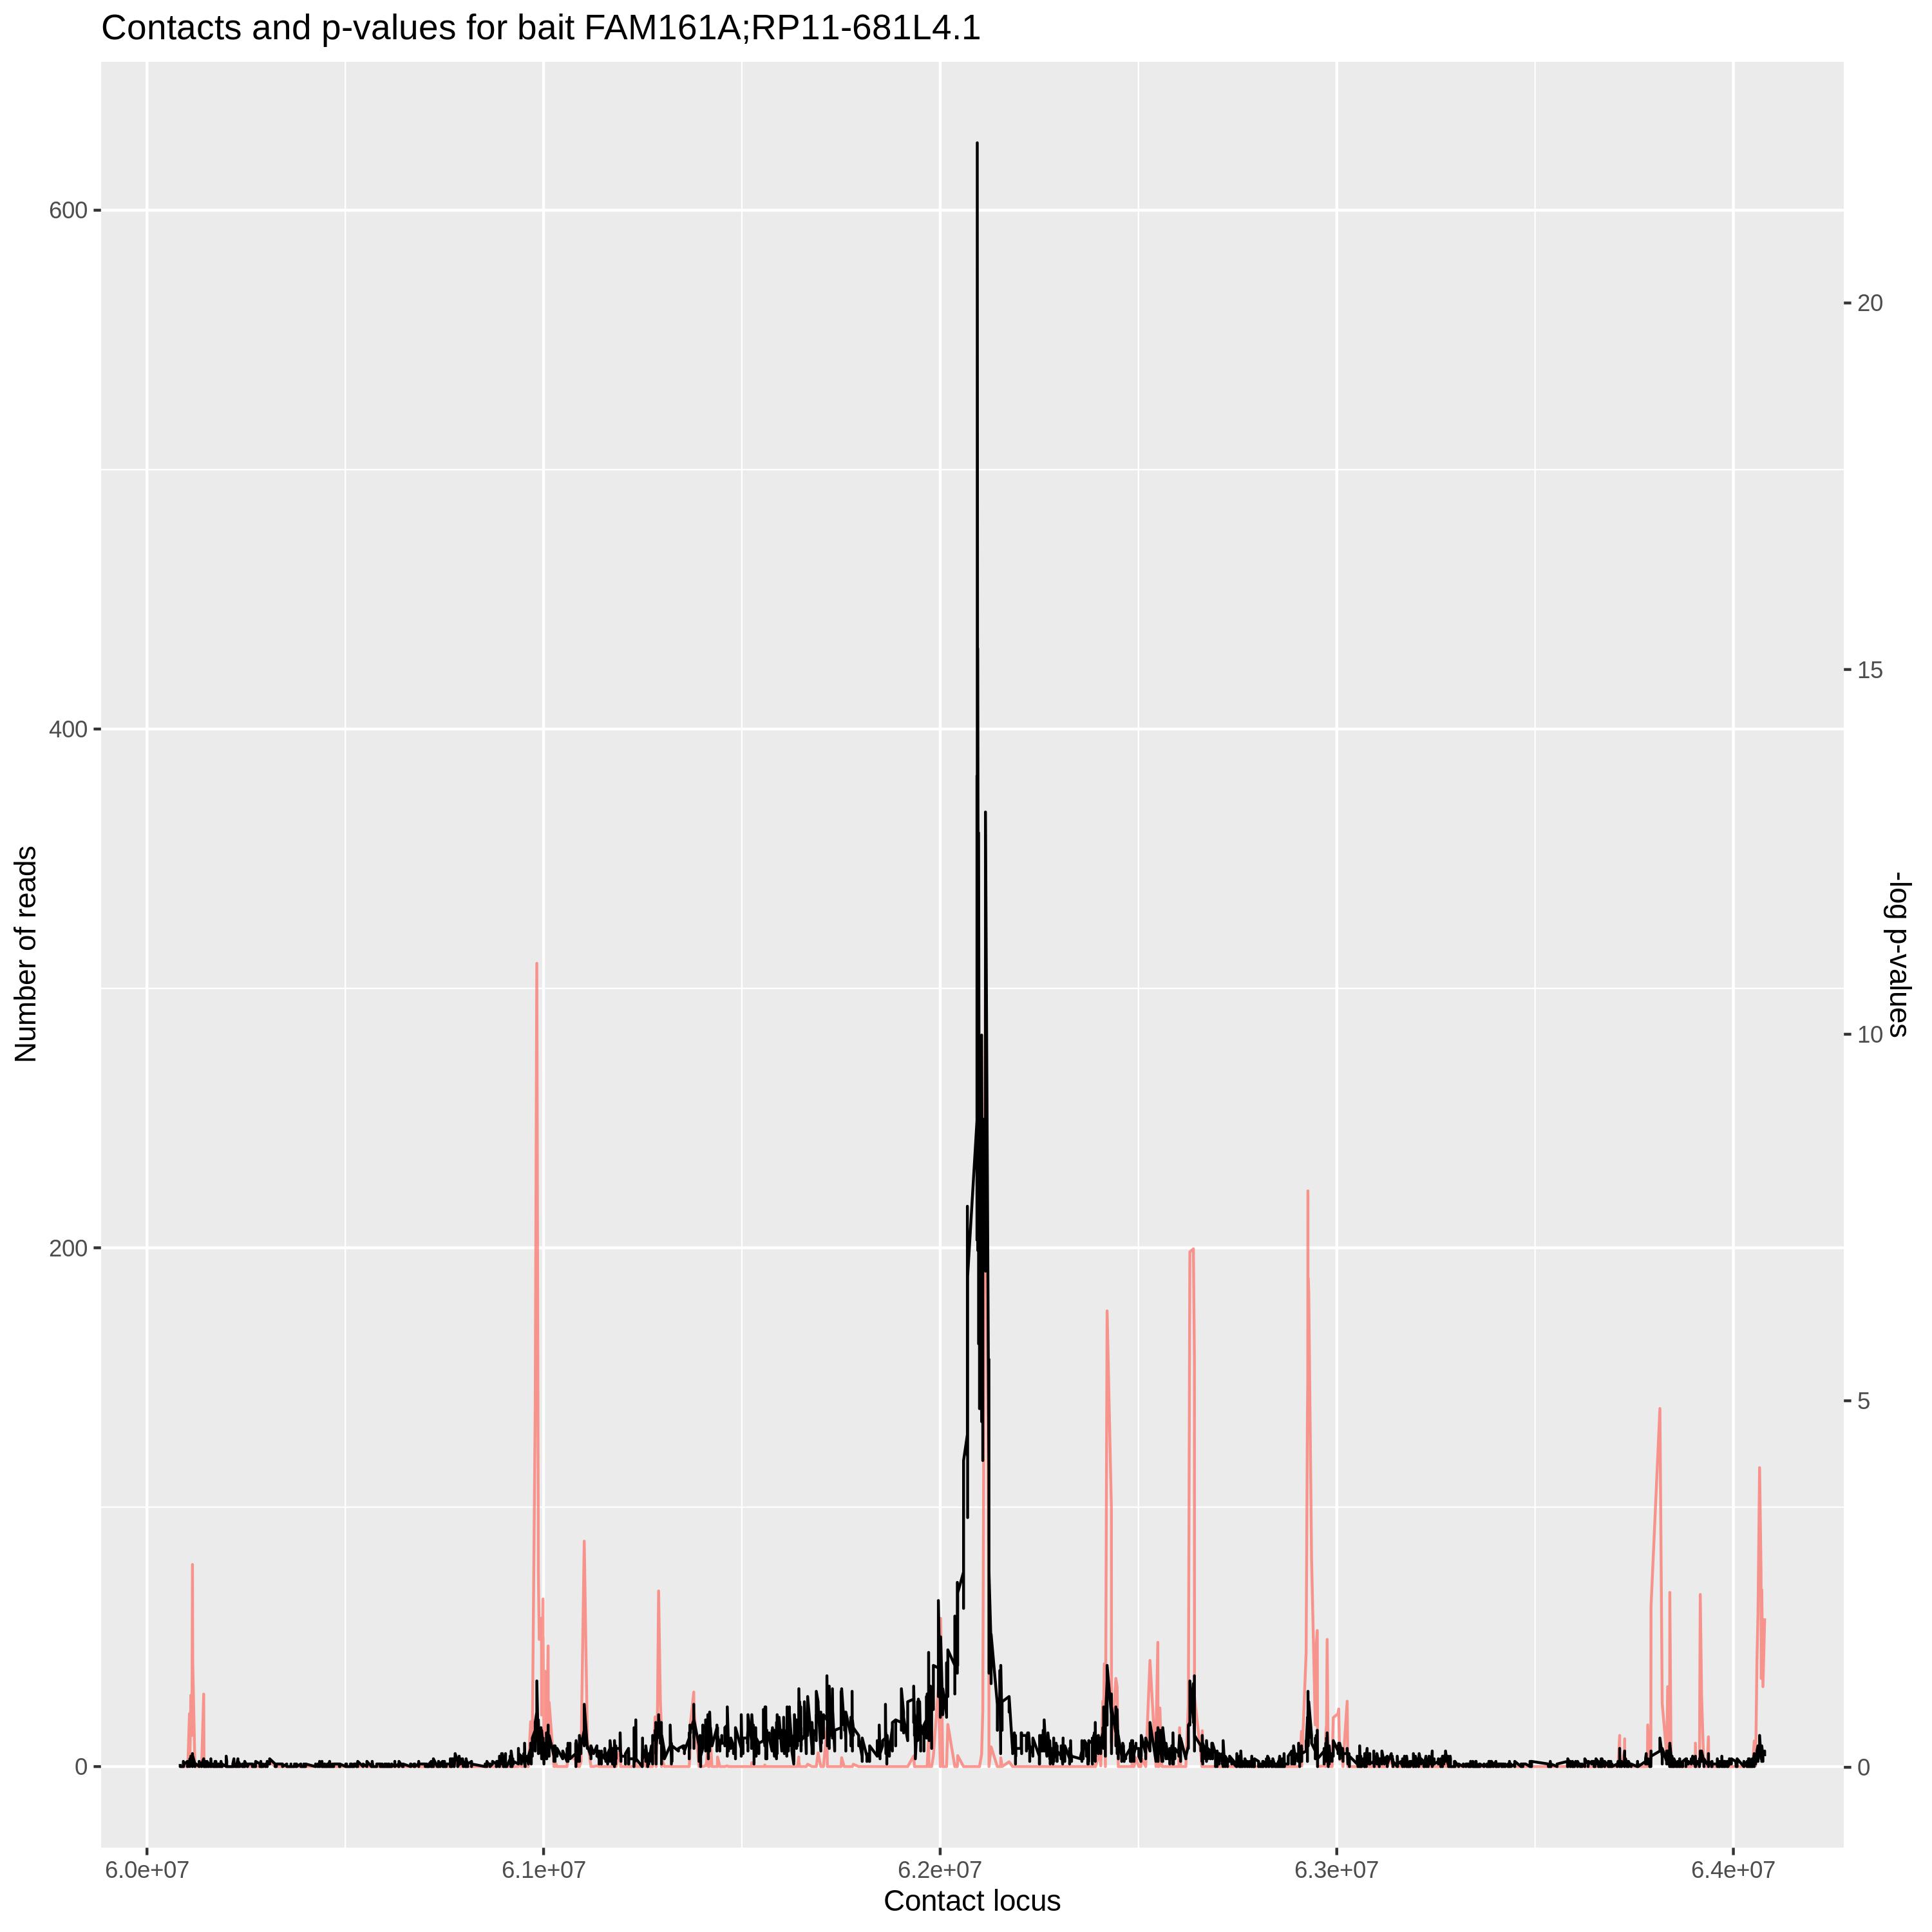 Contacts and p-values for bait FAM161A;RP11-681L4.1
600
400
200
0
Number of reads
20
15
10
5
0
-log p-values
6.0e+07
6.1e+07
6.2e+07
6.3e+07
6.4e+07
Contact locus